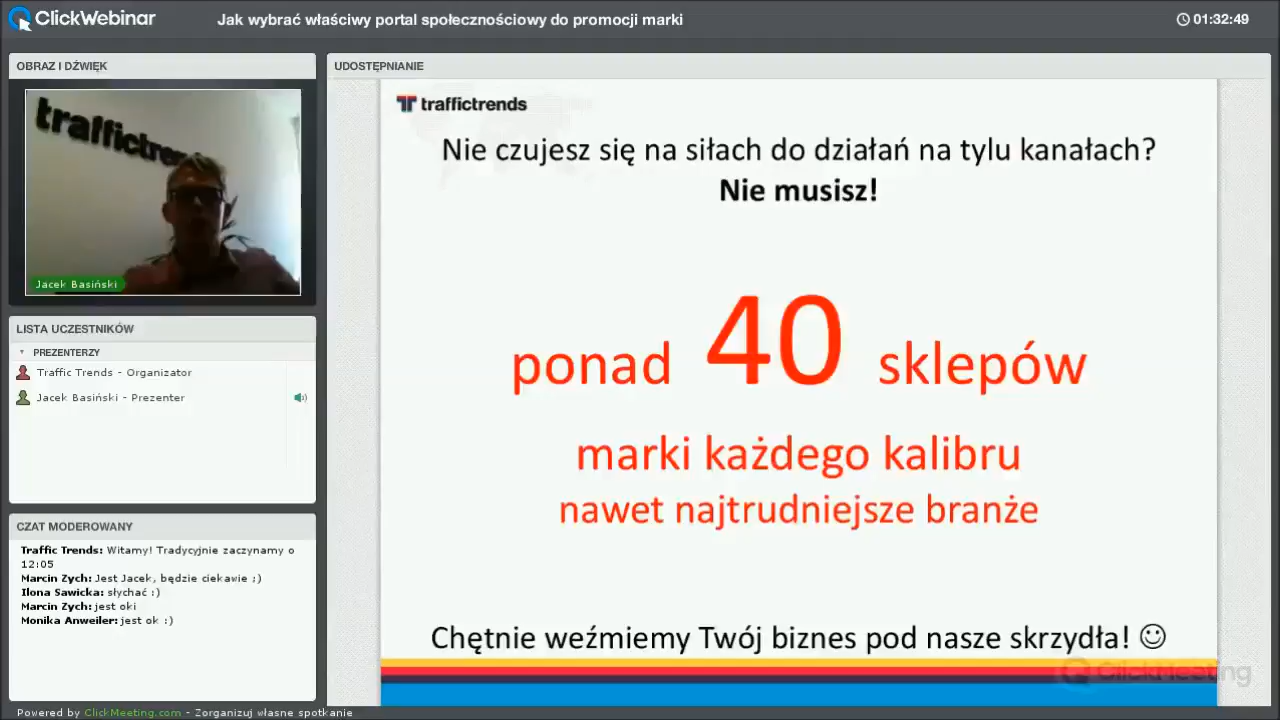 ClickWebinar
Jak wybrać właściwy portal społecznościowy do promocji marki
01:32:49
OBRAZ I DŹWIĘK
traffictren
Jacek Basiński
LISTA UCZESTNIKÓW
PREZENTERZY
Traffic Trends - Organizator
Jacek Basiński - Prezenter
CZAT MODEROWANY
Traffic Trends: Witamy! Tradycyjnie zaczynamy o
12:05
Marcin Zych: Jest Jacek, będzie ciekawie ;)
Ilona Sawicka: słychać :)
Marcin Zych: jest oki
Monika Anweiler: jest ok :)
UDOSTĘPNIANIE
traffictrends
Nie czujesz się na siłach do działań na tylu kanałach?
Nie musisz!
ponad 40 sklepów
marki każdego kalibru
nawet najtrudniejsze branże
Chętnie weźmiemy Twój biznes pod nasze skrzydła! ☺
ClickMeeting
Powered by ClickMeeting.com - Zorganizuj własne spotkanie